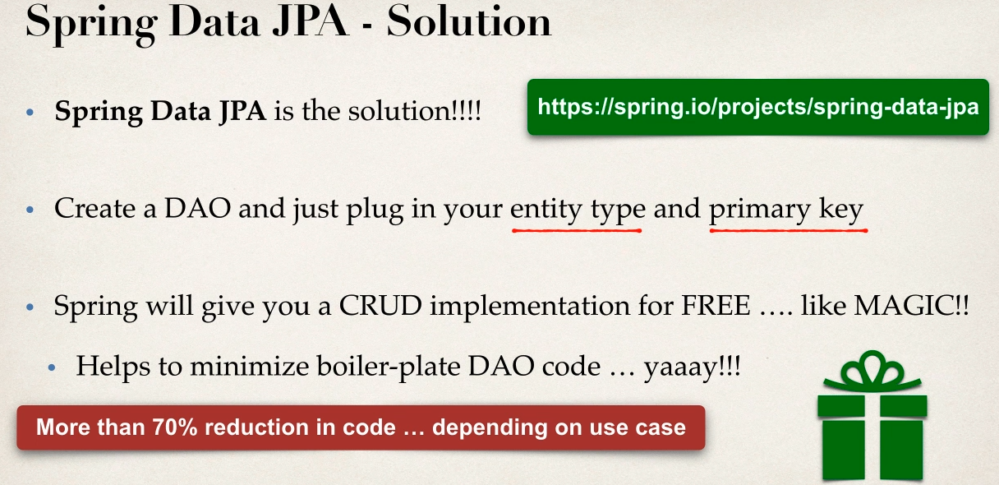 Spring Data JPA - Solution
Spring Data JPA is the solution!!!!
https://spring.io/projects/spring-data-jpa
Create a DAO and just plug in your entity type and primary key
Spring will give you a CRUD implementation for FREE …. like MAGIC!!
Helps to minimize boiler-plate DAO code … yaaay!!!
More than 70% reduction in code … depending on use case